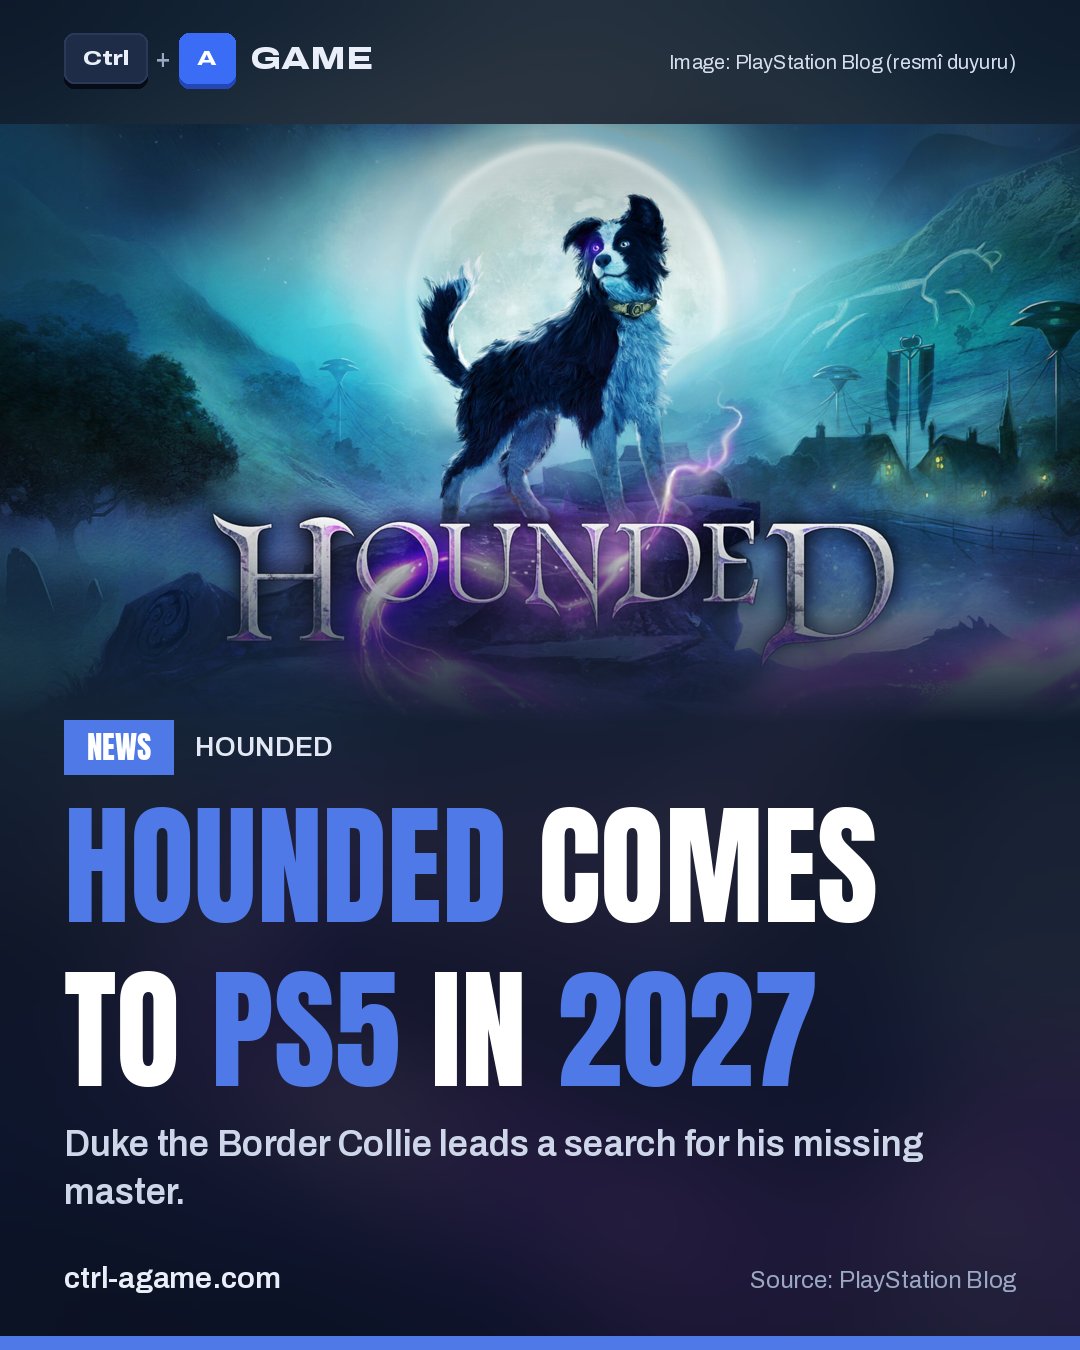 Ctrl + A GAME
Image: PlayStation Blog (resmî duyuru)
HOUNDED
NEWS HOUNDED
HOUNDED COMES
TO PS5 IN 2027
Duke the Border Collie leads a search for his missing
master.
ctrl-agame.com
Source: PlayStation Blog